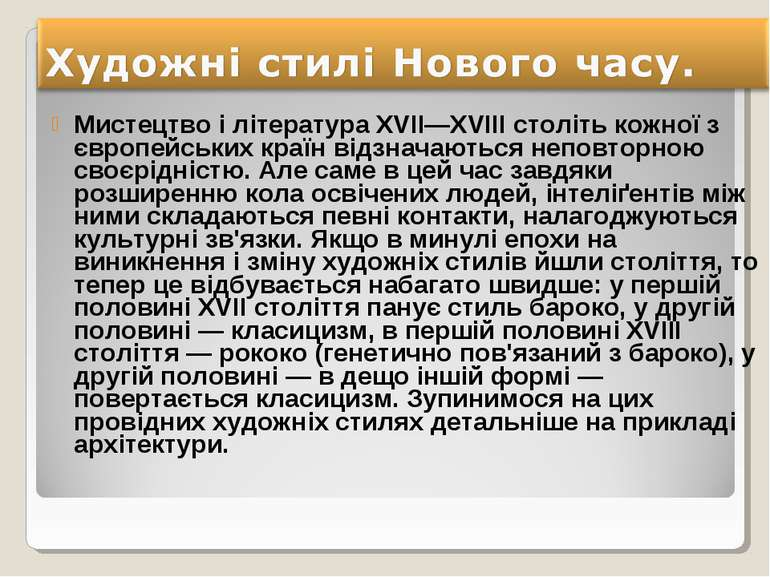 Художні стилі Нового часу.
Мистецтво і література XVII—XVIII століть кожної з
європейських країн відзначаються неповторною
своєрідністю. Але саме в цей час завдяки
розширенню кола освічених людей, інтеліґентів між
ними складаються певні контакти, налагоджуються
культурні зв'язки. Якщо в минулі епохи на
виникнення і зміну художніх стилів йшли століття, то
тепер це відбувається набагато швидше: у першій
половині XVII століття панує стиль бароко, у другій
половині — класицизм, в першій половині XVIII
століття — рококо (генетично пов'язаний з бароко), у
другій половині — в дещо іншій формі —
повертається класицизм. Зупинимося на цих
провідних художніх стилях детальніше на прикладі
архітектури.